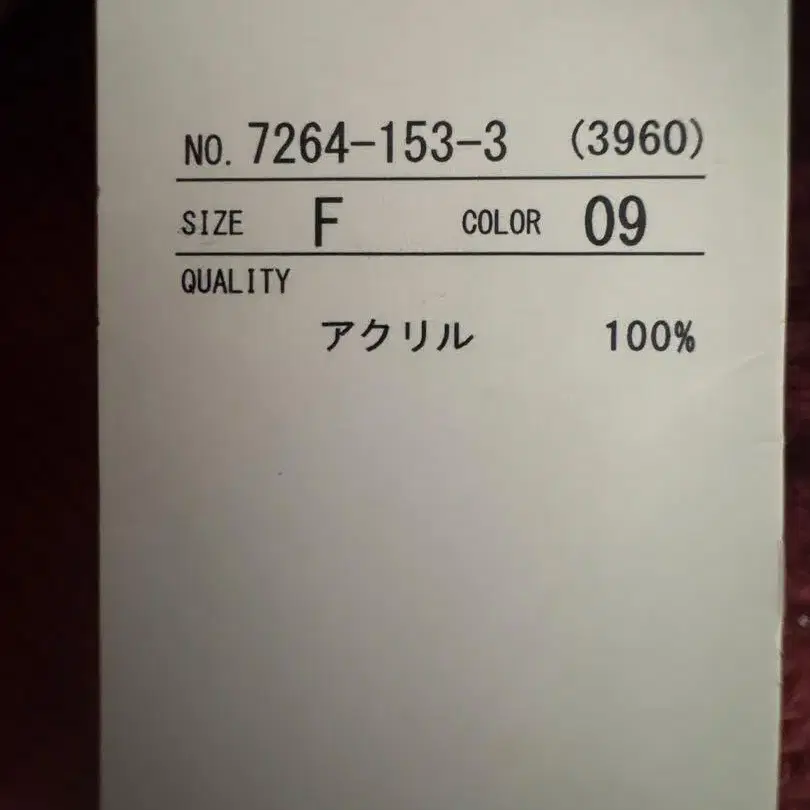 NO. 7264-153-3 (3960)
SIZE F COLOR 09
QUALITY
アクリル 100%